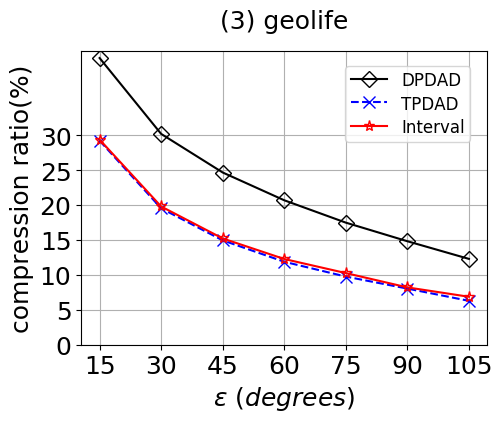 (3) geolife
compression ratio(%)
30
25
20
15
10
5
0
DPDAD
TPDAD
Interval
15 30 45 60 75 90 105
ε (degrees)